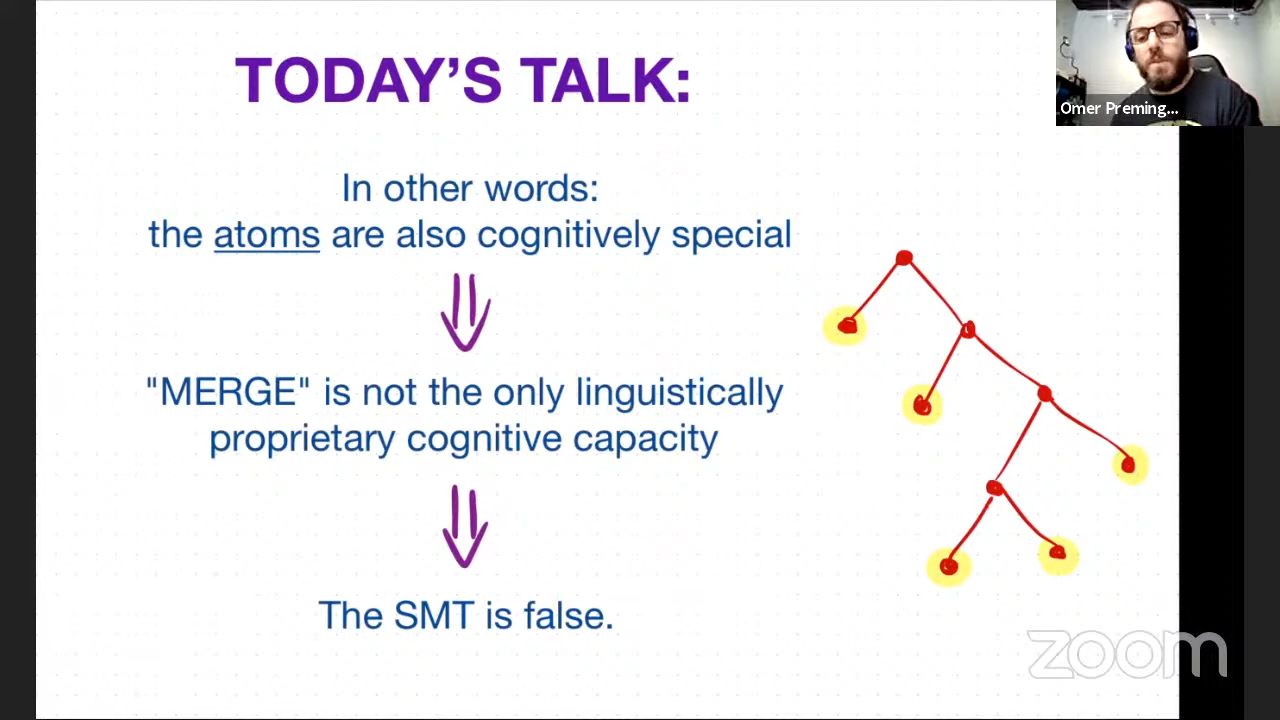 TODAY’S TALK:
In other words:
the atoms are also cognitively special
"MERGE" is not the only linguistically
proprietary cognitive capacity
The SMT is false.
Omer Preming...
zoom